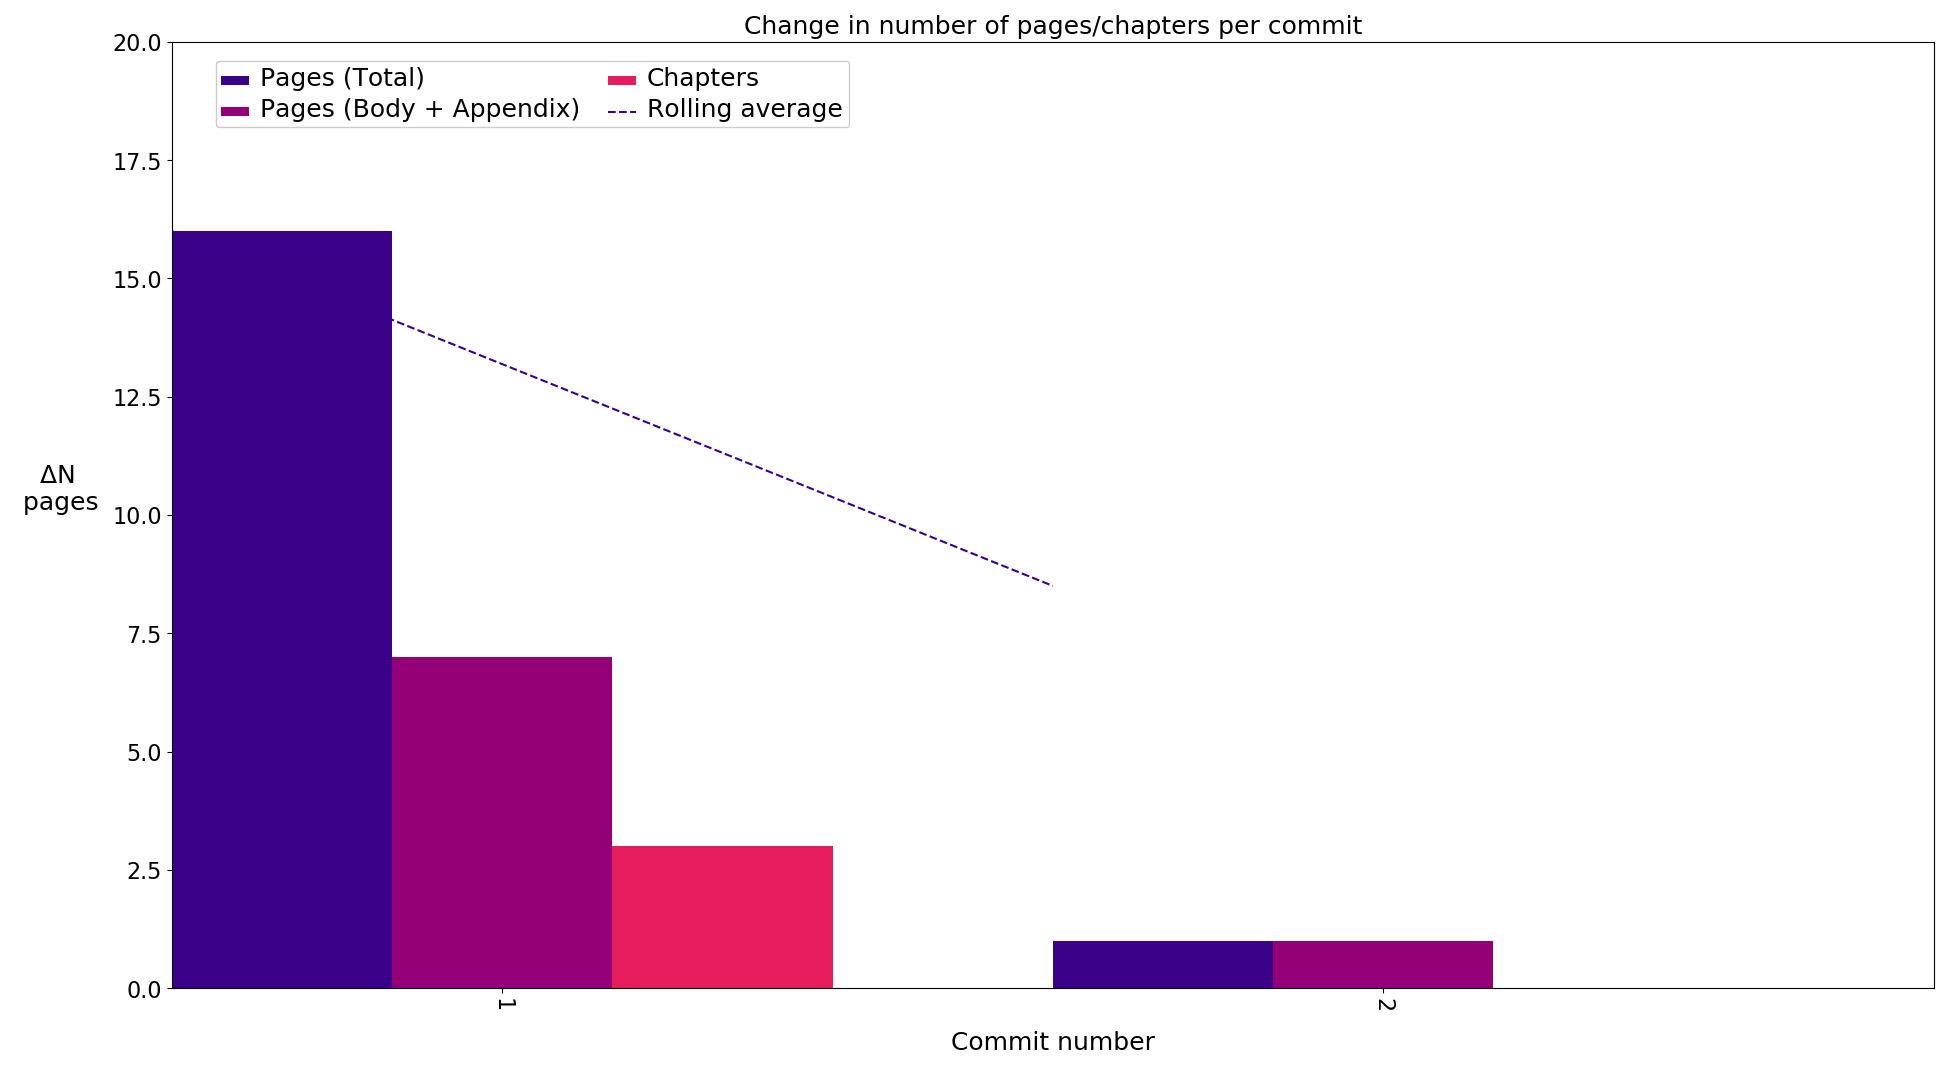 Change in number of pages/chapters per commit
Pages (Total)
Pages (Body + Appendix)
Chapters
Rolling average
20.0
17.5
15.0
12.5
10.0
7.5
5.0
2.5
0.0
ΔN
pages
1
2
Commit number